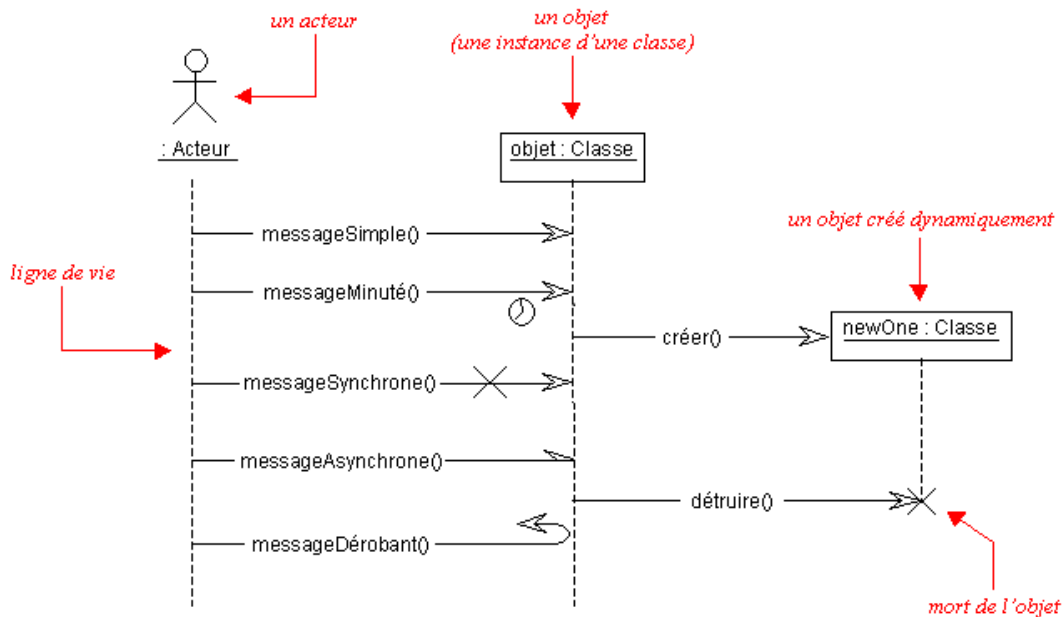 un acteur
un objet
(une instance d'une classe)
: Acteur
objet : Classe
messageSimple()
un objet créé dynamiquement
ligne de vie
messageMinuté()
newOne : Classe
créer()
messageSynchrone()
messageAsynchrone()
détruire()
messageDérobant()
mort de l'objet